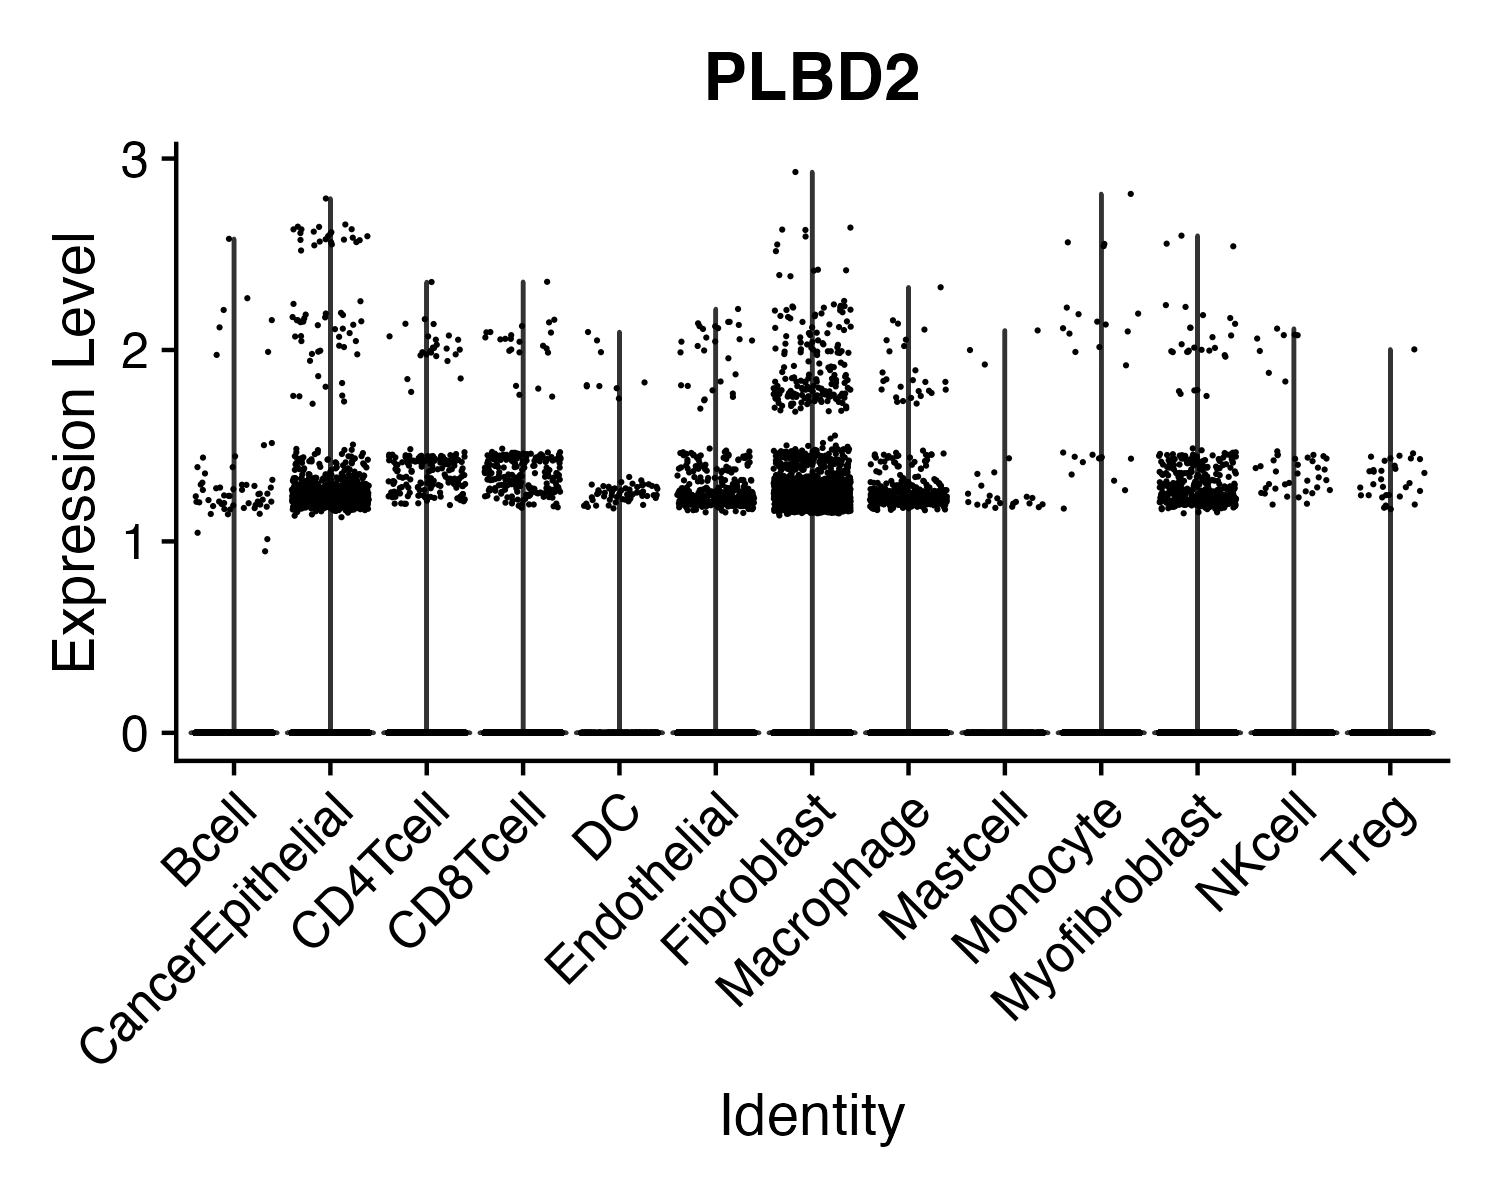 PLBD2
Expression Level
3
2
1
0
Bcell
CancerEpithelial
CD4Tcell
CD8Tcell
DC
Endothelial
Fibroblast
Macrophage
Mastcell
Monocyte
Myofibroblast
NKcell
Treg
Identity